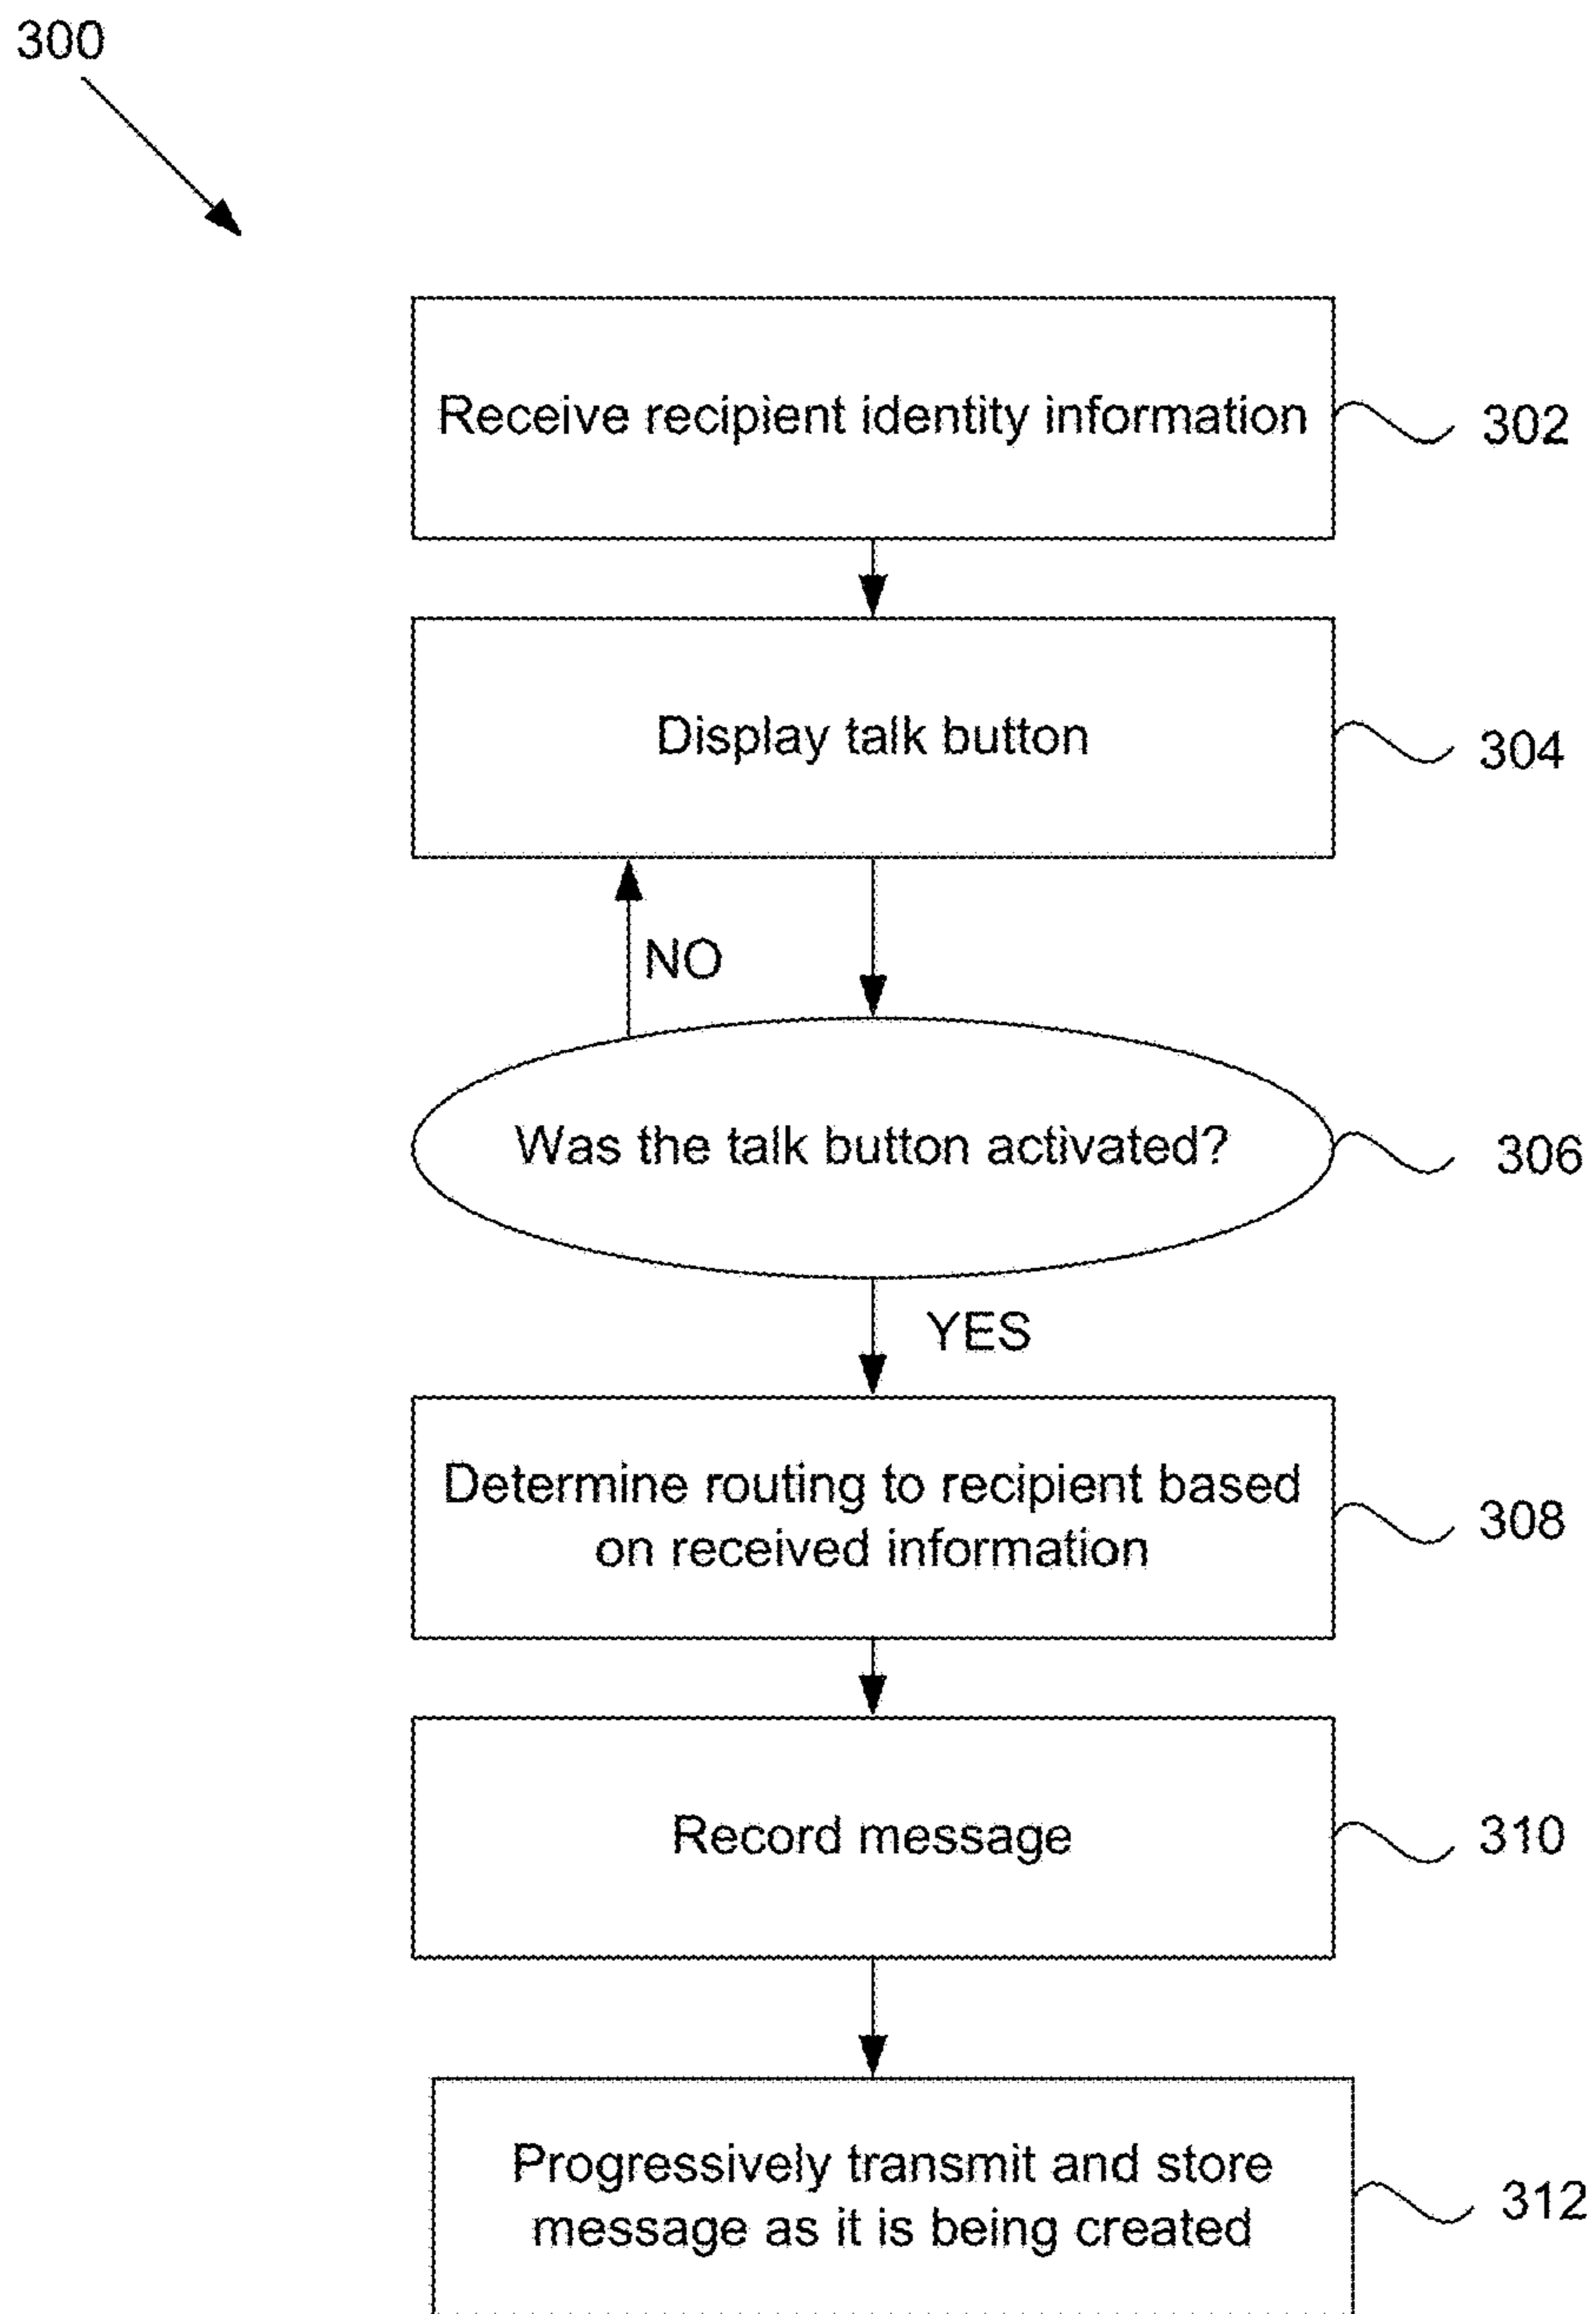 300
Receive recipient identity information
302
Display talk button
304
NO
Was the talk button activated?
306
YES
Determine routing to recipient based
on received information
308
Record message
310
Progressively transmit and store
message as it is being created
312